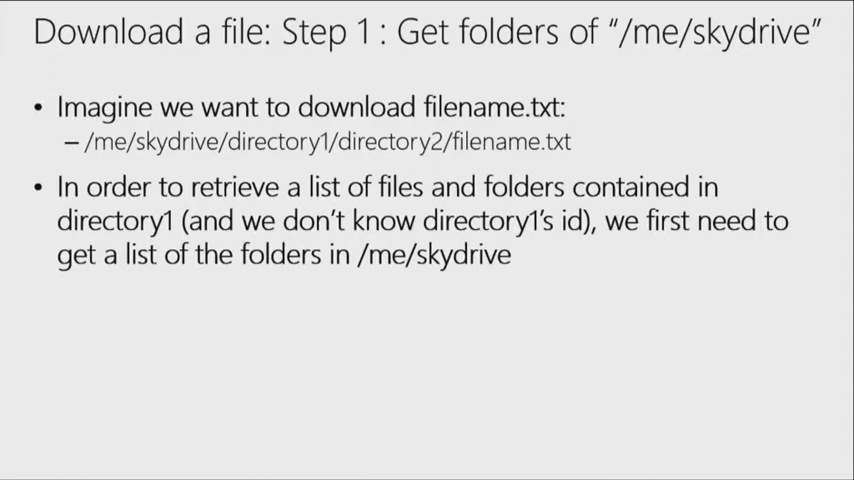 Download a file: Step 1 : Get folders of “/me/skydrive”
• Imagine we want to download filename.txt:
– /me/skydrive/directory1/directory2/filename.txt
• In order to retrieve a list of files and folders contained in
directory1 (and we don’t know directory1’s id), we first need to
get a list of the folders in /me/skydrive